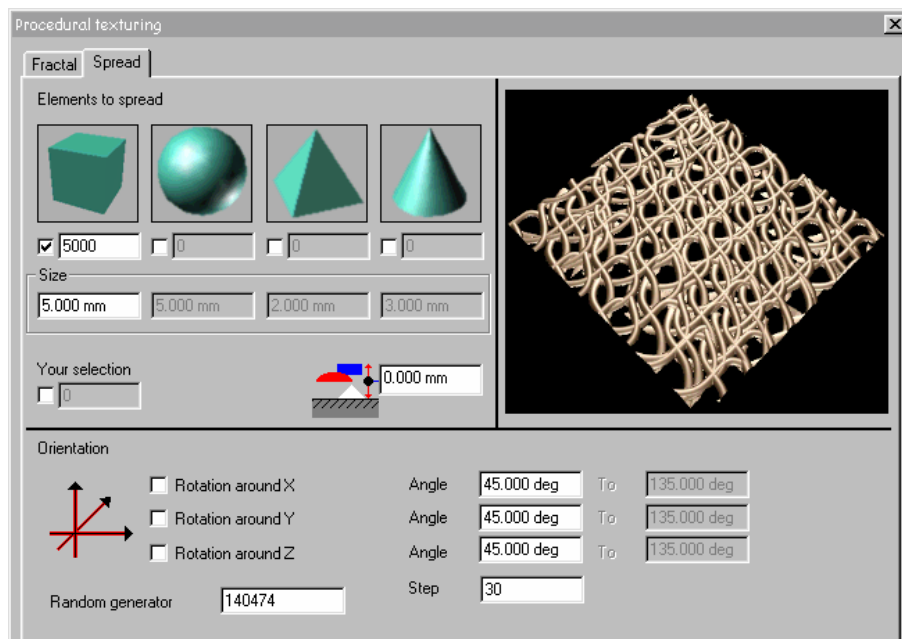 Procedural texturing
Fractal Spread
Elements to spread
5000 0 0 0
Size
5.000 mm 5.000 mm 2.000 mm 3.000 mm
Your selection
0
0.000 mm
Orientation
Rotation around X Angle 45.000 deg To 135.000 deg
Rotation around Y Angle 45.000 deg To 135.000 deg
Rotation around Z Angle 45.000 deg To 135.000 deg
Random generator 140474 Step 30